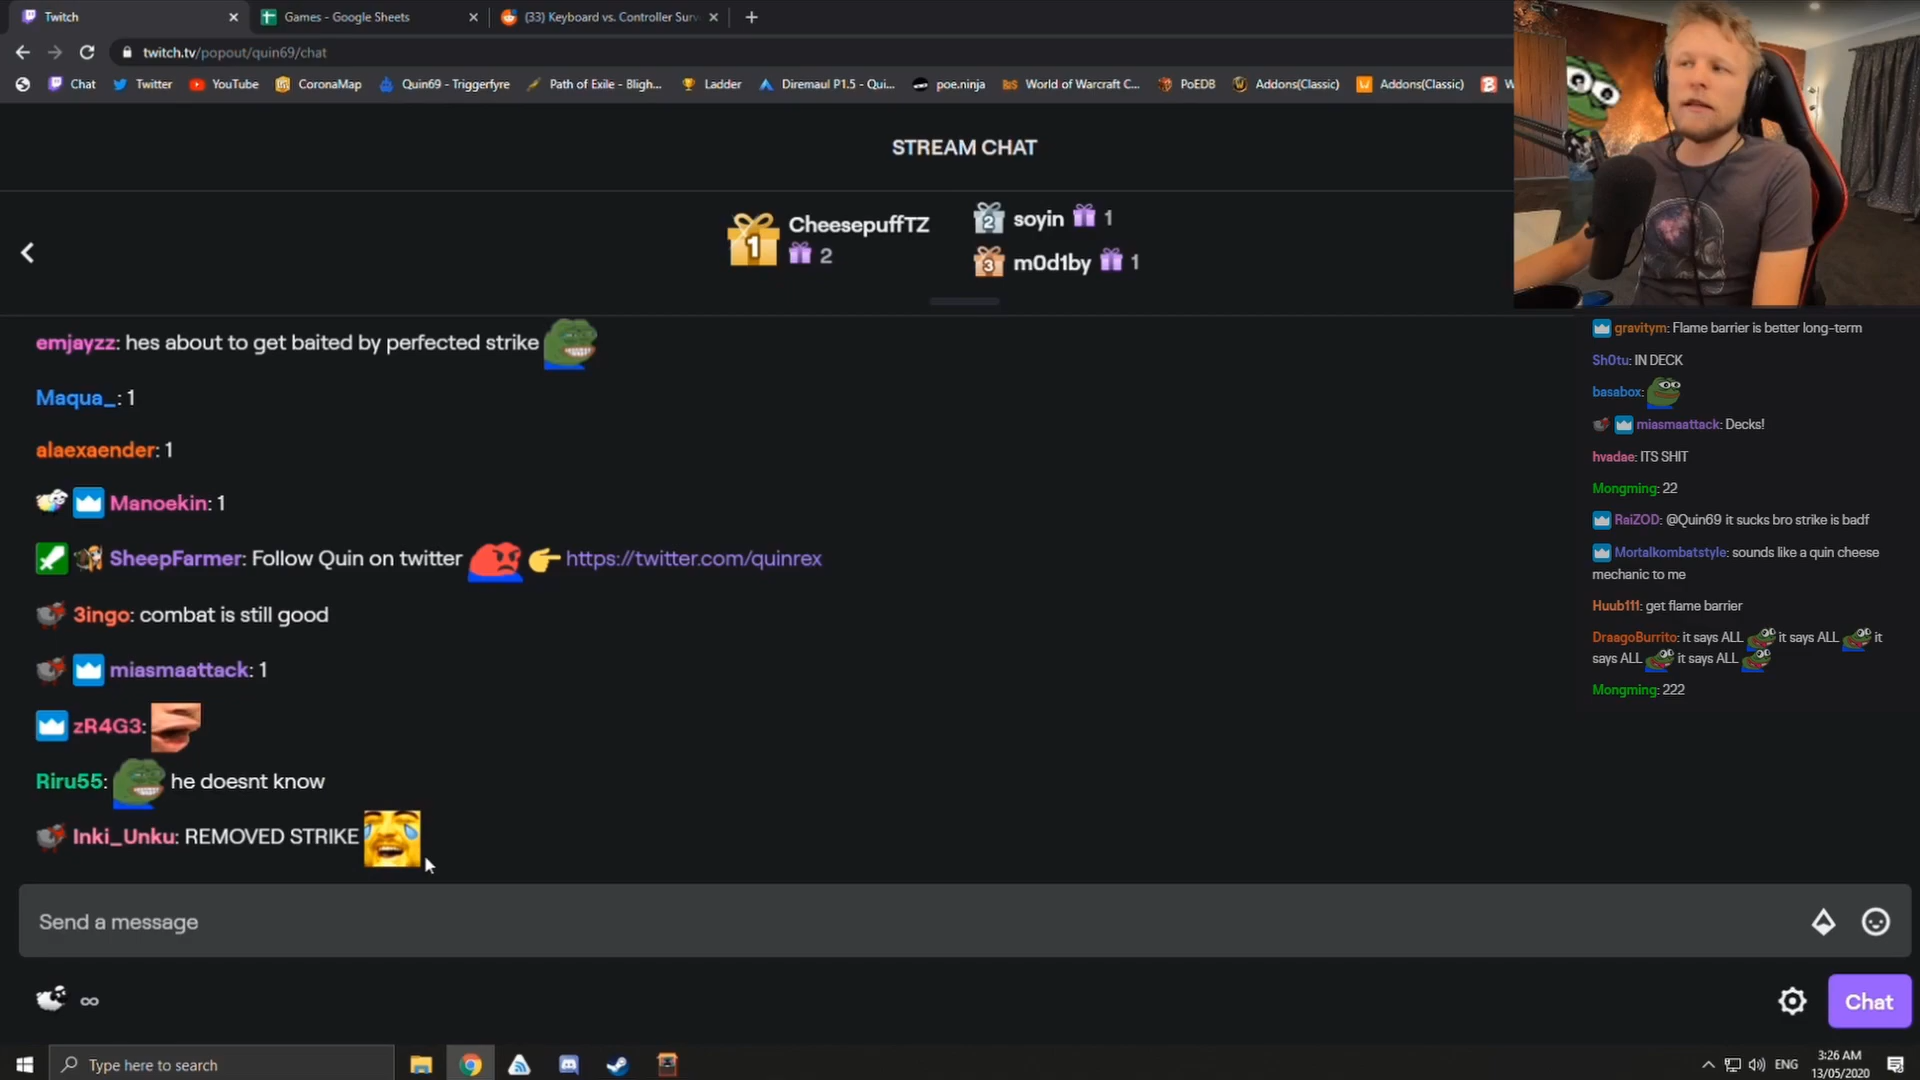 Twitch
Games - Google Sheets
(33) Keyboard vs. Controller Surv
twitch.tv/popout/quin69/chat
Chat
Twitter
YouTube
CoronaMap
Quin69 - Triggerfyre
Path of Exile - Bligh...
Ladder
Diremaul P1.5 - Qui...
poe.ninja
World of Warcraft C...
PoEDB
Addons(Classic)
Addons(Classic)
STREAM CHAT
1 CheesepuffTZ
2
2 soyin 1
3 m0d1by 1
emjayzz: hes about to get baited by perfected strike
Maqua_: 1
alaexaender: 1
Manoekin: 1
SheepFarmer: Follow Quin on twitter https://twitter.com/quinrex
3ingo: combat is still good
miasmaattack: 1
zR4G3:
Riru55: he doesnt know
Inki_Unku: REMOVED STRIKE
gravitym: Flame barrier is better long-term
Sh0tu: IN DECK
basabox:
miasmaattack: Decks!
hvadae: ITS SHIT
Mongming: 22
RaiZOD: @Quin69 it sucks bro strike is badf
Mortalkombatstyle: sounds like a quin cheese
mechanic to me
Huub111: get flame barrier
DraagoBurrito: it says ALL it says ALL it
says ALL it says ALL
Mongming: 222
Send a message
∞
Chat
Type here to search
ENG
3:26 AM
13/05/2020